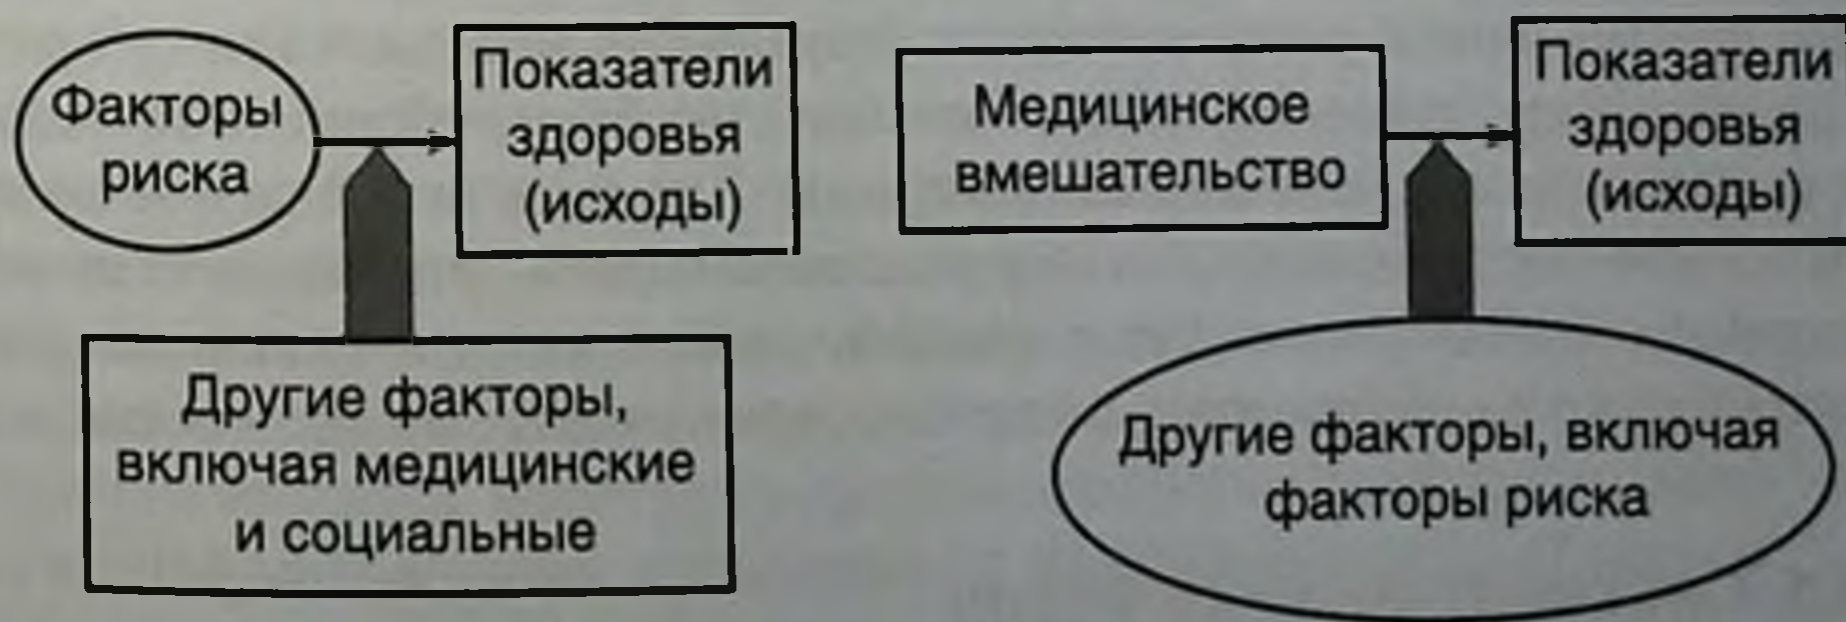 Факторы
риска
Показатели
здоровья
(исходы)
Другие факторы,
включая медицинские
и социальные
Медицинское
вмешательство
Показатели
здоровья
(исходы)
Другие факторы, включая
факторы риска